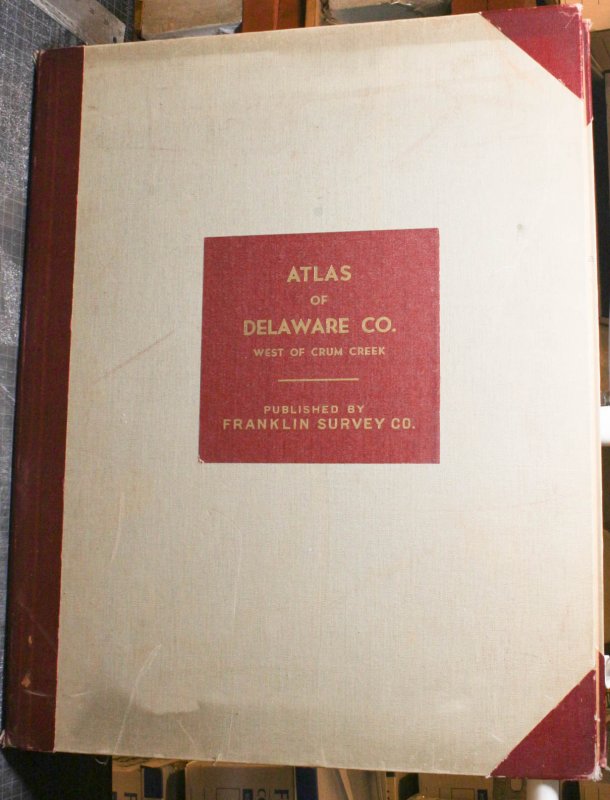 ATLAS
OF
DELAWARE CO.
WEST OF CRUM CREEK
PUBLISHED BY
FRANKLIN SURVEY CO.